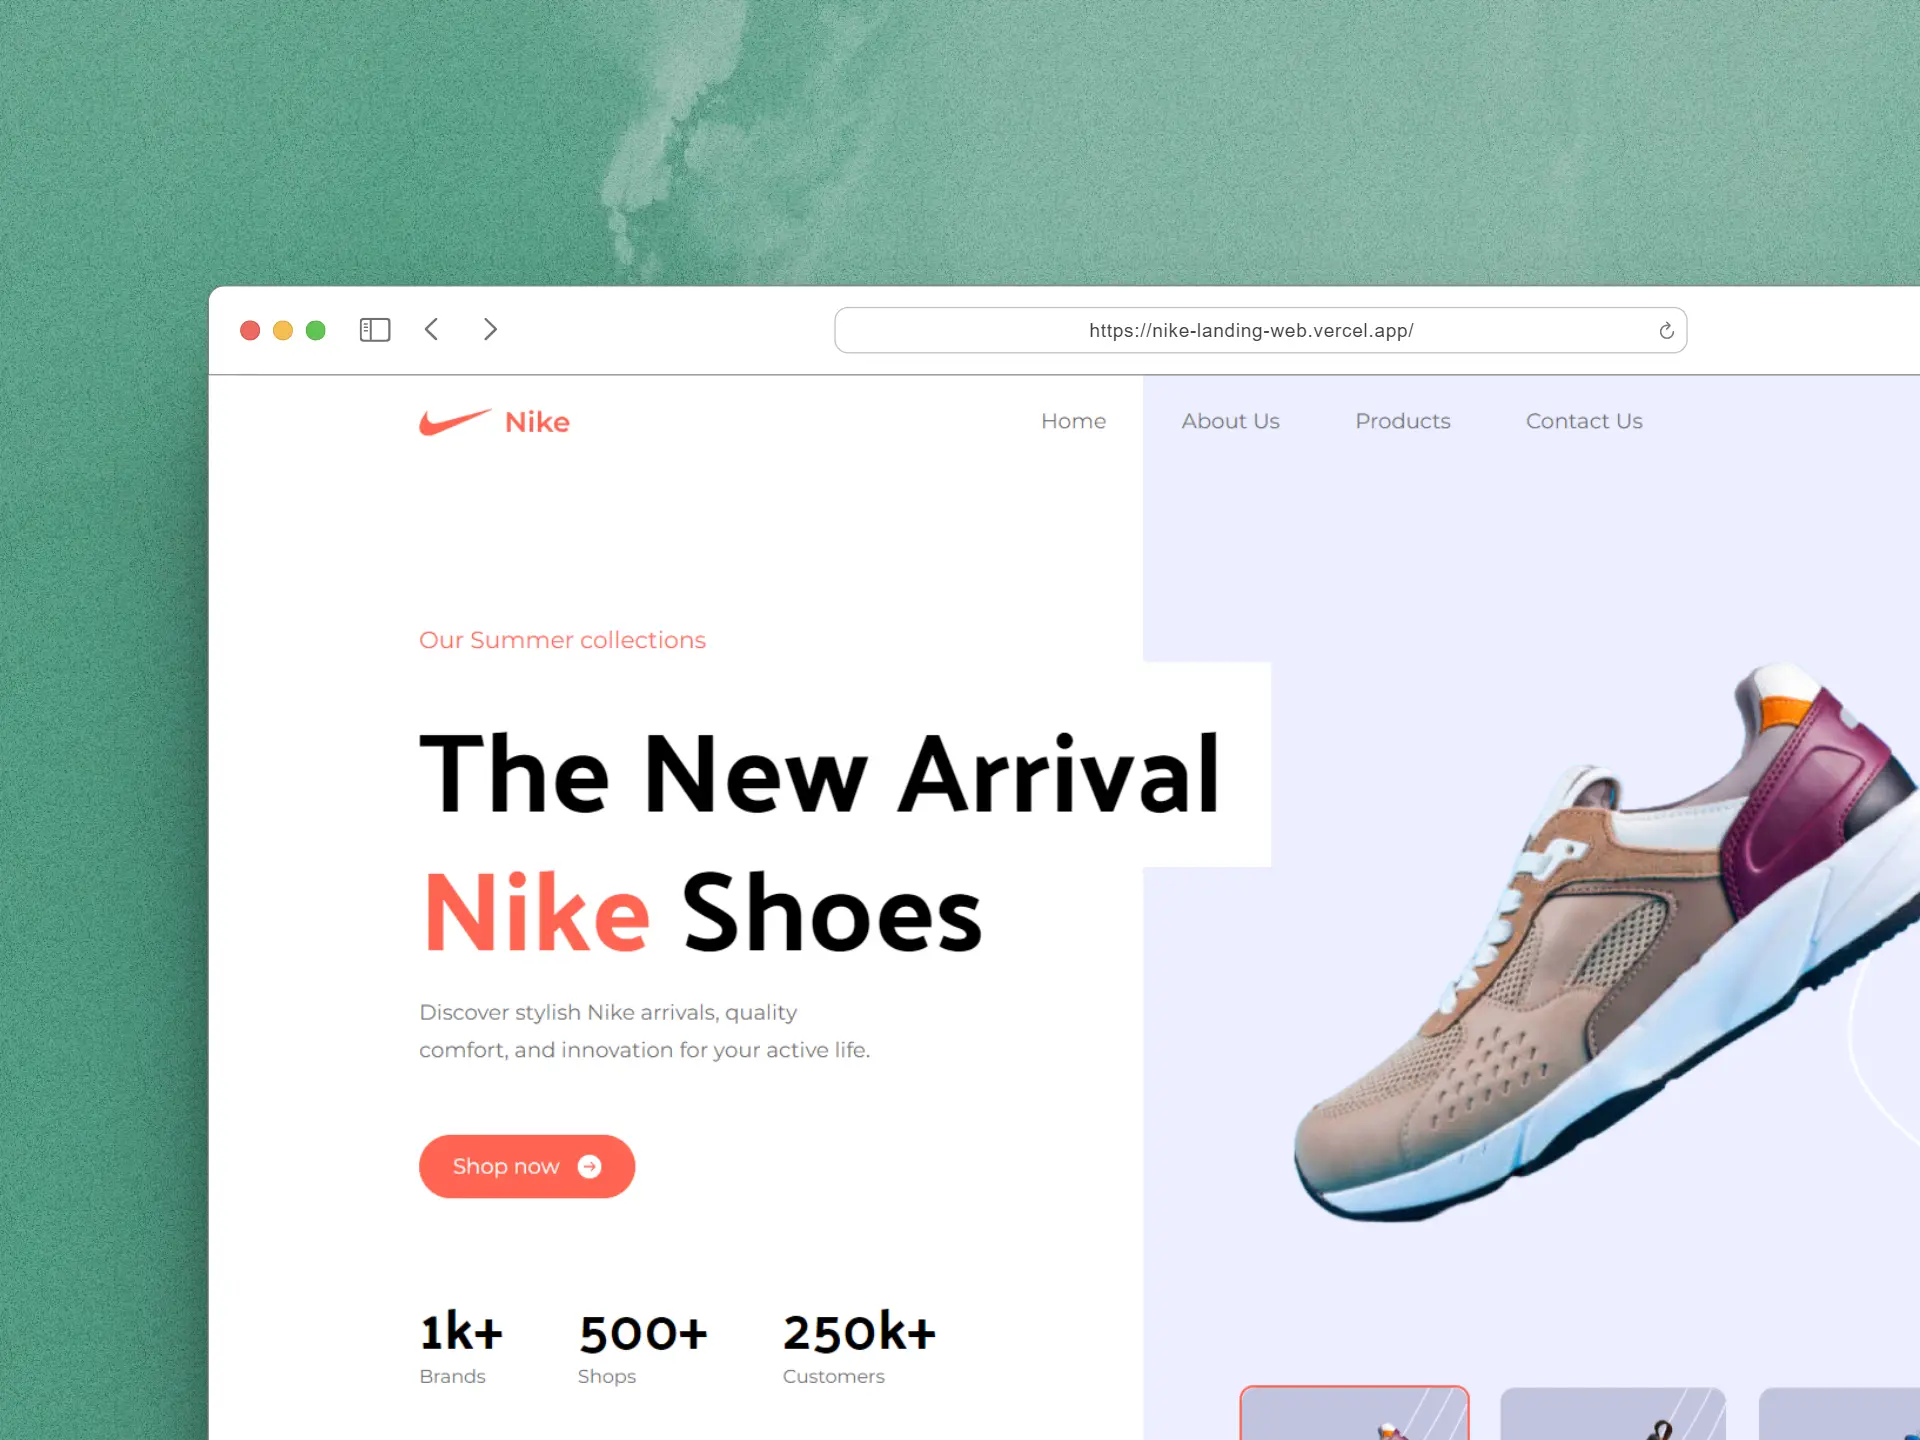 https://nike-landing-web.vercel.app/
Nike
Home
About Us
Products
Contact Us
Our Summer collections
The New Arrival
Nike Shoes
Discover stylish Nike arrivals, quality
comfort, and innovation for your active life.
Shop now
1k+
Brands
500+
Shops
250k+
Customers